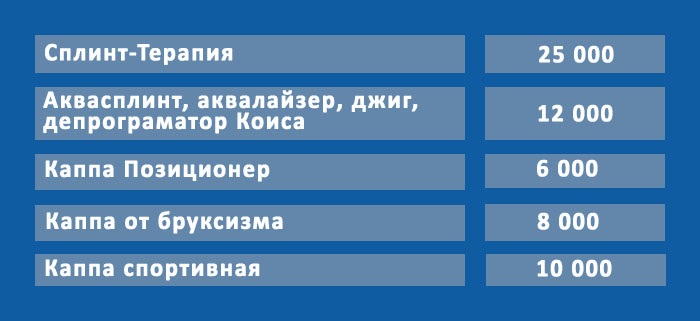 Сплинт-Терапия 25 000
Аквасплинт, аквалайзер, джиг,
депрограматор Коиса 12 000
Каппа Позиционер 6 000
Каппа от бруксизма 8 000
Каппа спортивная 10 000